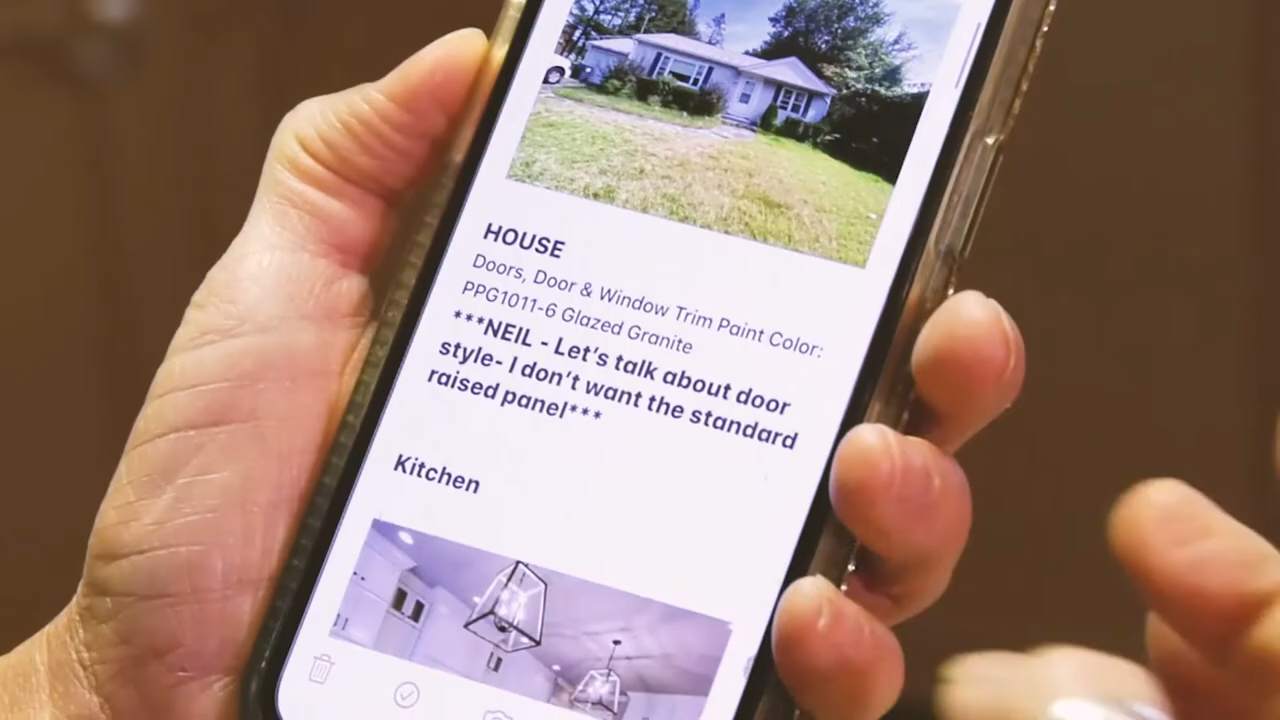 HOUSE
Doors, Door & Window Trim Paint Color:
PPG1011-6 Glazed Granite
***NEIL - Let's talk about door
style- I don't want the standard
raised panel***
Kitchen